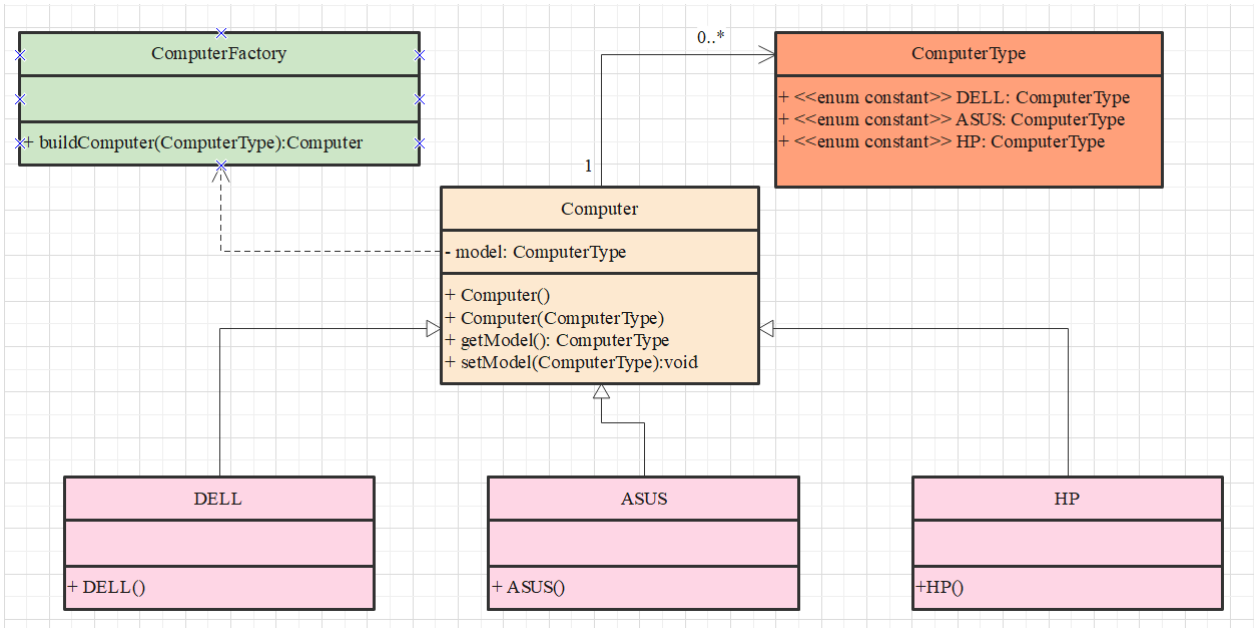 ComputerFactory
+ buildComputer(ComputerType):Computer
0..*
1
ComputerType
+ <<enum constant>> DELL: ComputerType
+ <<enum constant>> ASUS: ComputerType
+ <<enum constant>> HP: ComputerType
Computer
- model: ComputerType
+ Computer()
+ Computer(ComputerType)
+ getModel(): ComputerType
+ setModel(ComputerType):void
DELL
+ DELL()
ASUS
+ ASUS()
HP
+HP()